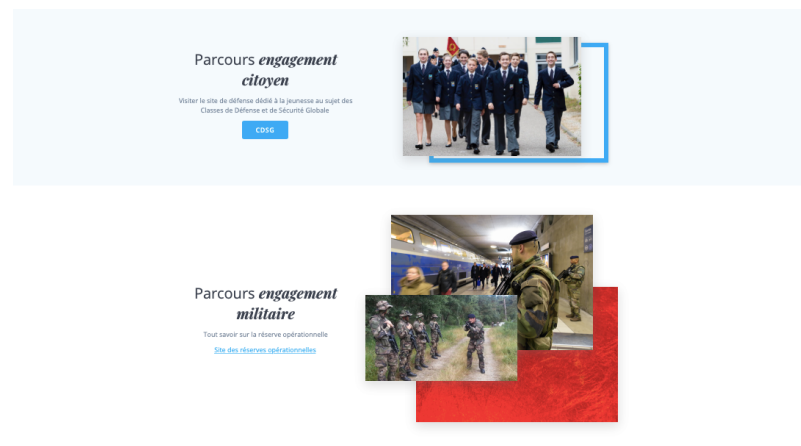 Parcours engagement
citoyen
Visiter le site de défense dédié à la jeunesse au sujet des
Classes de Défense et de Sécurité Globale
CDSG
Parcours engagement
militaire
Tout savoir sur la réserve opérationnelle
Site des réserves opérationnelles